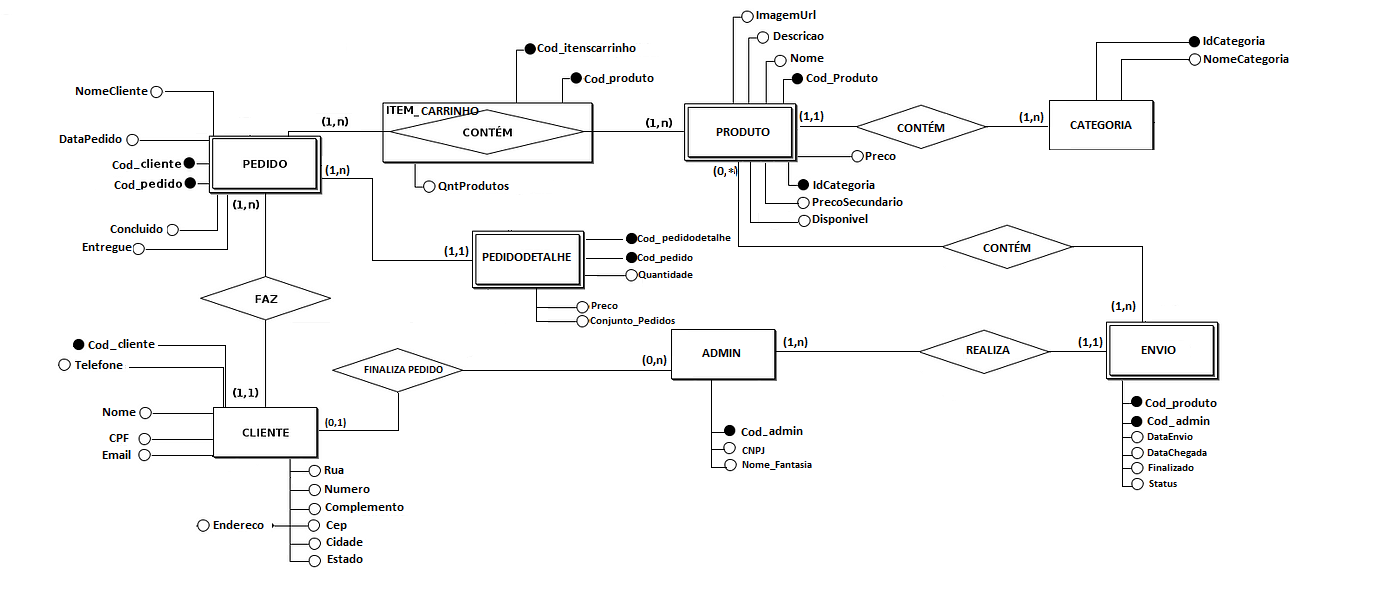 ImagemUrl
Descricao
Nome
Cod_Produto
Cod_itenscarrinho
Cod_produto
IdCategoria
NomeCategoria
NomeCliente
DataPedido
Cod_cliente
Cod_pedido
PEDIDO
(1,n)
ITEM_CARRINHO
CONTÉM
(1,n)
QntProdutos
PRODUTO
(1,1)
CONTÉM
(1,n)
CATEGORIA
Preco
(0,*)
IdCategoria
PrecoSecundario
Disponivel
(1,n)
(1,n)
Concluido
Entregue
(1,1)
PEDIDODETALHE
Cod_pedidodetalhe
Cod_pedido
Quantidade
Preco
Conjunto_Pedidos
CONTÉM
(1,n)
FAZ
Cod_cliente
Telefone
(1,1)
Nome
CPF
Email
CLIENTE
(0,1)
FINALIZA PEDIDO
(0,n)
ADMIN
(1,n)
REALIZA
(1,1)
ENVIO
Cod_admin
CNPJ
Nome_Fantasia
Cod_produto
Cod_admin
DataEnvio
DataChegada
Finalizado
Status
Rua
Numero
Complemento
Endereco
Cep
Cidade
Estado